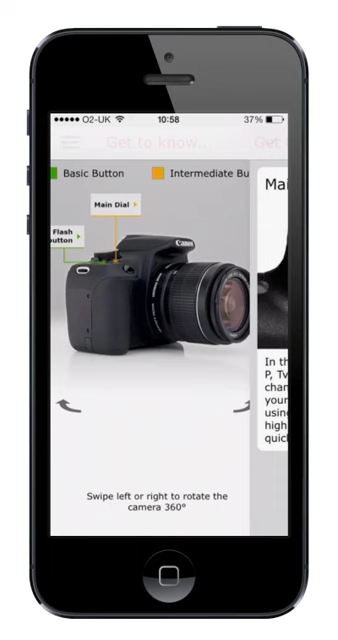 O2-UK 10:58 37%
Get to know... Get
Basic Button Intermediate Bu
Mai
Main Dial
Flash
utton
Canon
In th
P, Tv
chan
your
using
high
quick
Swipe left or right to rotate the
camera 360°